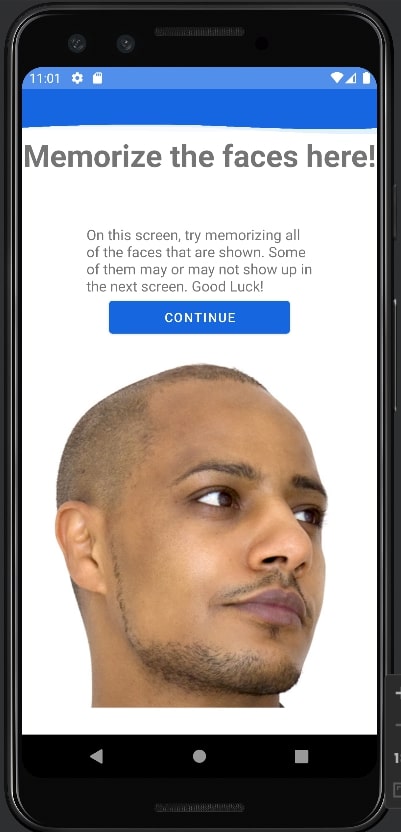 11:01
Memorize the faces here!
On this screen, try memorizing all
of the faces that are shown. Some
of them may or may not show up in
the next screen. Good Luck!
CONTINUE